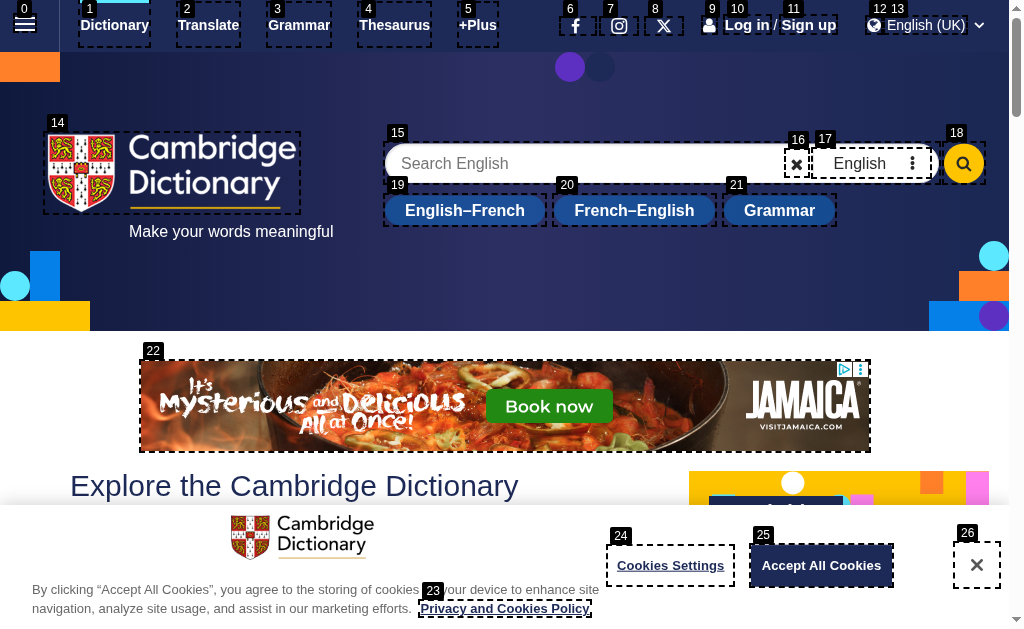 0 1 2 3 4 5 6 7 8 9 10 11 12 13
Dictionary Translate Grammar Thesaurus +Plus Log in / Sign up English (UK)
14 15 16 17 18
Cambridge
Dictionary
Make your words meaningful
Search English English
19 20 21
English–French French–English Grammar
22
It's
Mysterious and Delicious
All at Once!
Book now
JAMAICA
VISITJAMAICA.COM
Explore the Cambridge Dictionary
Cambridge
Dictionary
24 25 26
Cookies Settings Accept All Cookies
By clicking “Accept All Cookies”, you agree to the storing of cookies 23 your device to enhance site
navigation, analyze site usage, and assist in our marketing efforts. Privacy and Cookies Policy